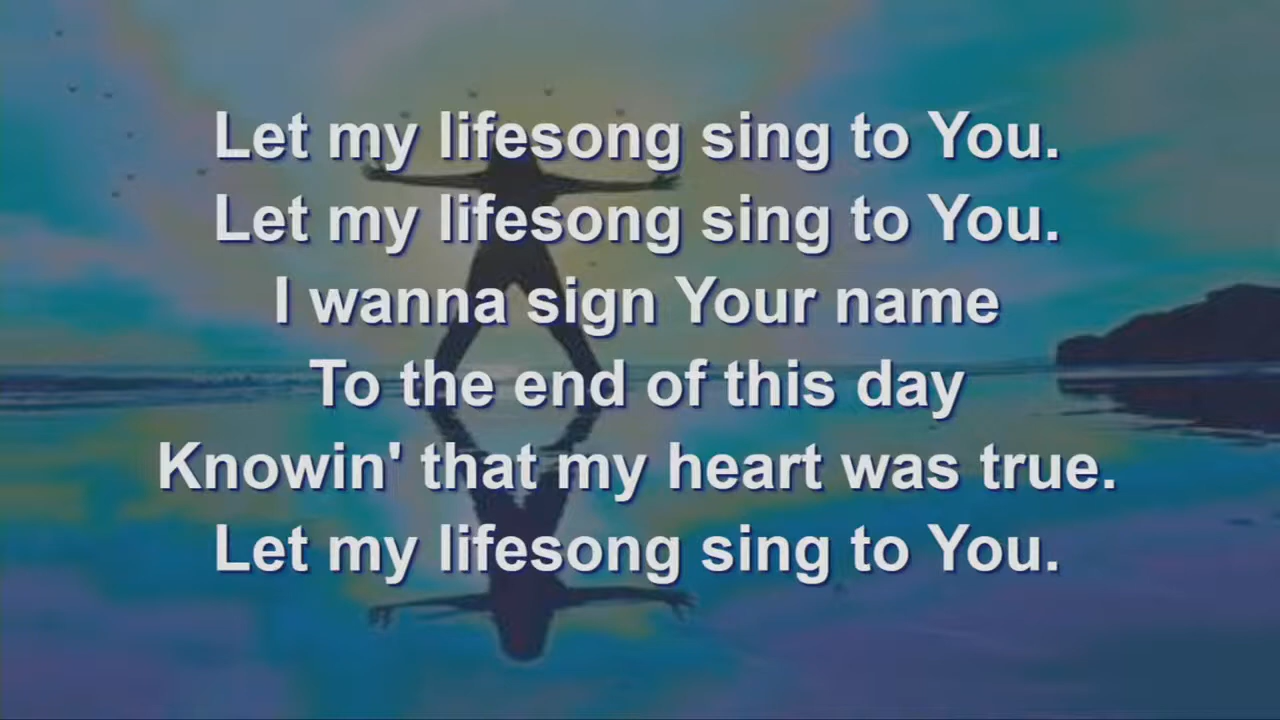 Let my lifesong sing to You.
Let my lifesong sing to You.
I wanna sign Your name
To the end of this day
Knowin' that my heart was true.
Let my lifesong sing to You.